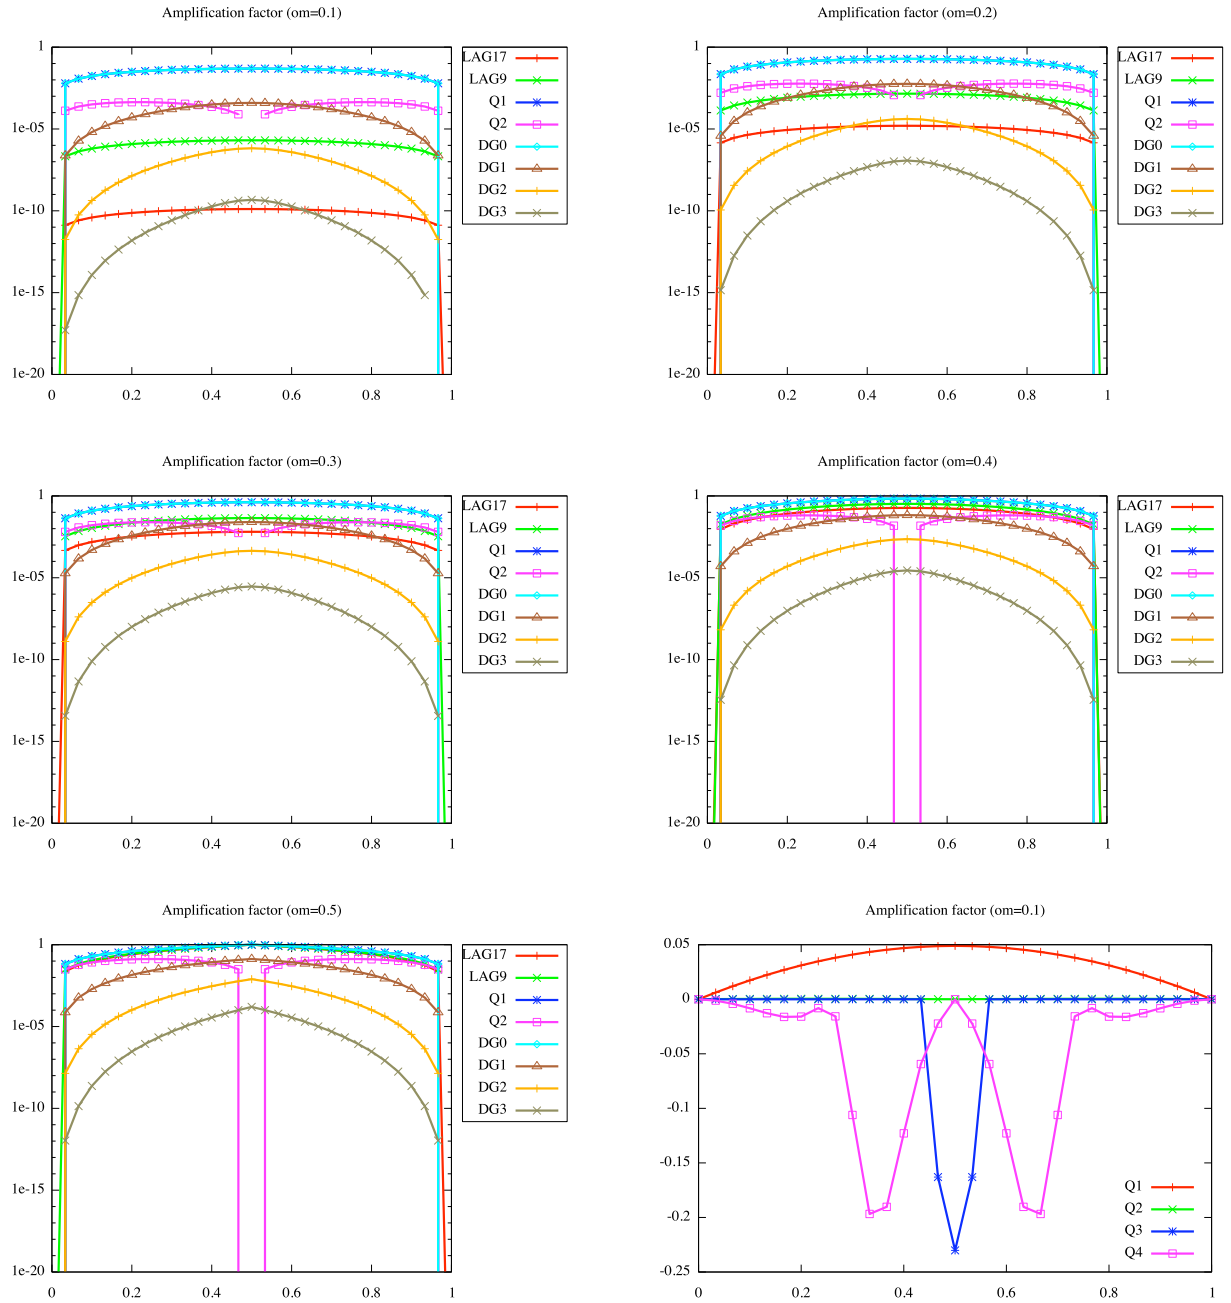 Amplification factor (om=0.1)
1
1e-05
1e-10
1e-15
1e-20
0
0.2
0.4
0.6
0.8
1
LAG17
LAG9
Q1
Q2
DG0
DG1
DG2
DG3
Amplification factor (om=0.2)
1
1e-05
1e-10
1e-15
1e-20
0
0.2
0.4
0.6
0.8
1
LAG17
LAG9
Q1
Q2
DG0
DG1
DG2
DG3
Amplification factor (om=0.3)
1
1e-05
1e-10
1e-15
1e-20
0
0.2
0.4
0.6
0.8
1
LAG17
LAG9
Q1
Q2
DG0
DG1
DG2
DG3
Amplification factor (om=0.4)
1
1e-05
1e-10
1e-15
1e-20
0
0.2
0.4
0.6
0.8
1
LAG17
LAG9
Q1
Q2
DG0
DG1
DG2
DG3
Amplification factor (om=0.5)
1
1e-05
1e-10
1e-15
1e-20
0
0.2
0.4
0.6
0.8
1
LAG17
LAG9
Q1
Q2
DG0
DG1
DG2
DG3
Amplification factor (om=0.1)
0.05
0
-0.05
-0.1
-0.15
-0.2
-0.25
0
0.2
0.4
0.6
0.8
1
Q1
Q2
Q3
Q4